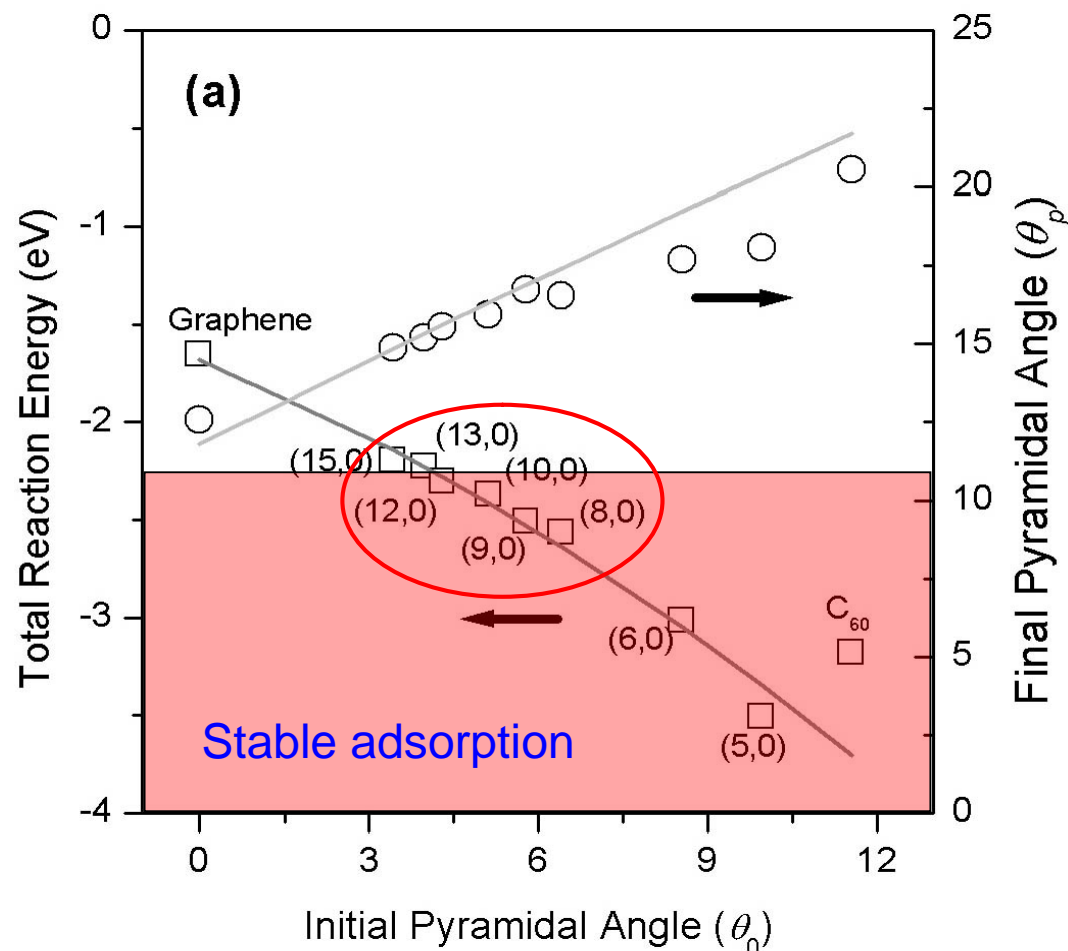 (a)
Graphene
(15,0)
(13,0)
(12,0)
(10,0)
(9,0)
(8,0)
(6,0)
C₆₀
(5,0)
Stable adsorption
Total Reaction Energy (eV)
0
-1
-2
-3
-4
Final Pyramidal Angle (θₚ)
25
20
15
10
5
0
0 3 6 9 12
Initial Pyramidal Angle (θ₀)